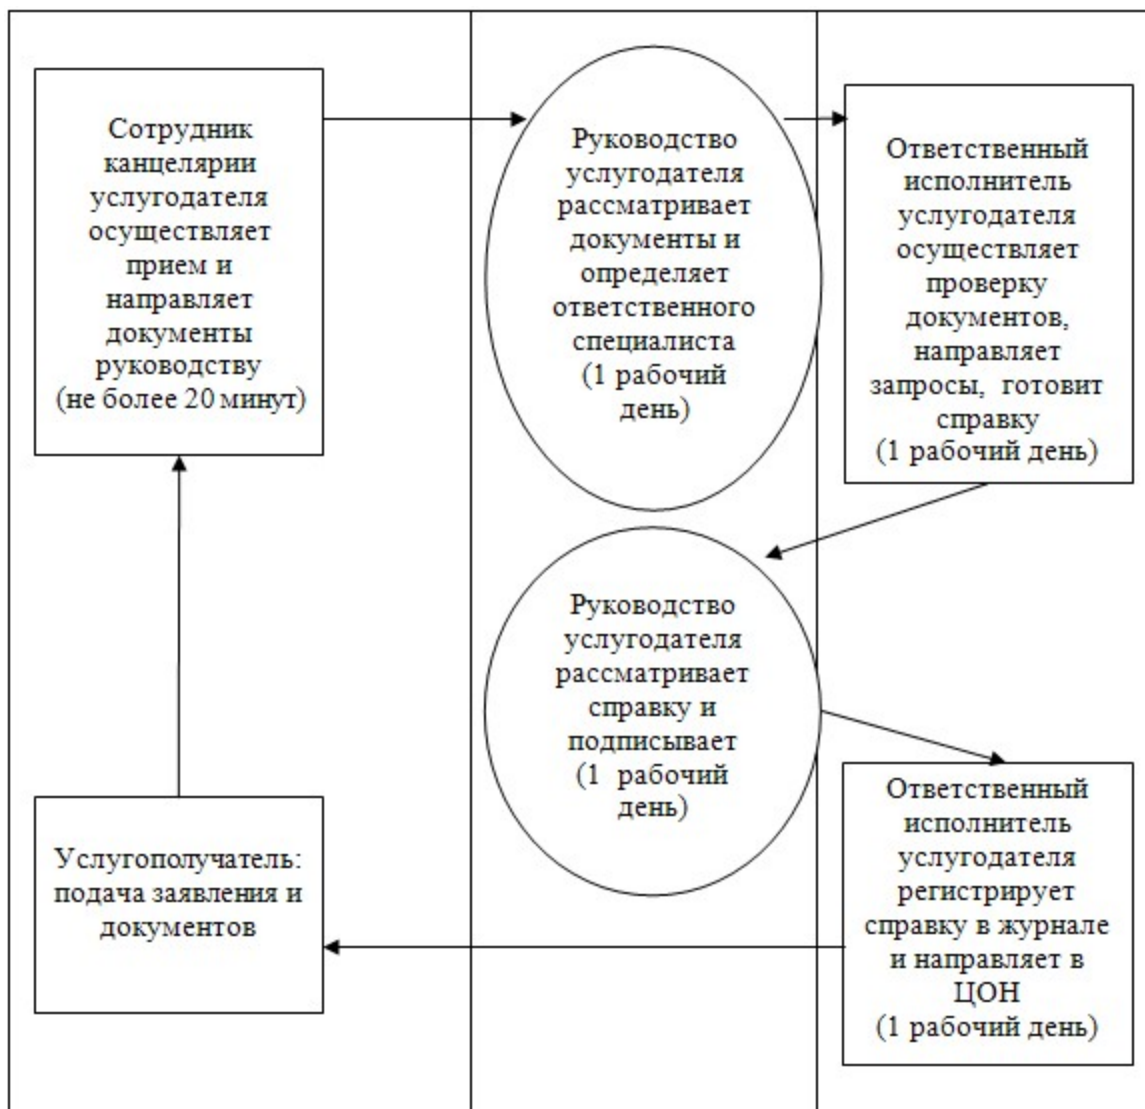 Сотрудник
канцелярии
услугодателя
осуществляет
прием и
направляет
документы
руководству
(не более 20 минут)
Руководство
услугодателя
рассматривает
документы и
определяет
ответственного
специалиста
(1 рабочий
день)
Ответственный
исполнитель
услугодателя
осуществляет
проверку
документов,
направляет
запросы, готовит
справку
(1 рабочий день)
Руководство
услугодателя
рассматривает
справку и
подписывает
(1 рабочий
день)
Ответственный
исполнитель
услугодателя
регистрирует
справку в журнале
и направляет в
ЦОН
(1 рабочий день)
Услугополучатель:
подача заявления и
документов